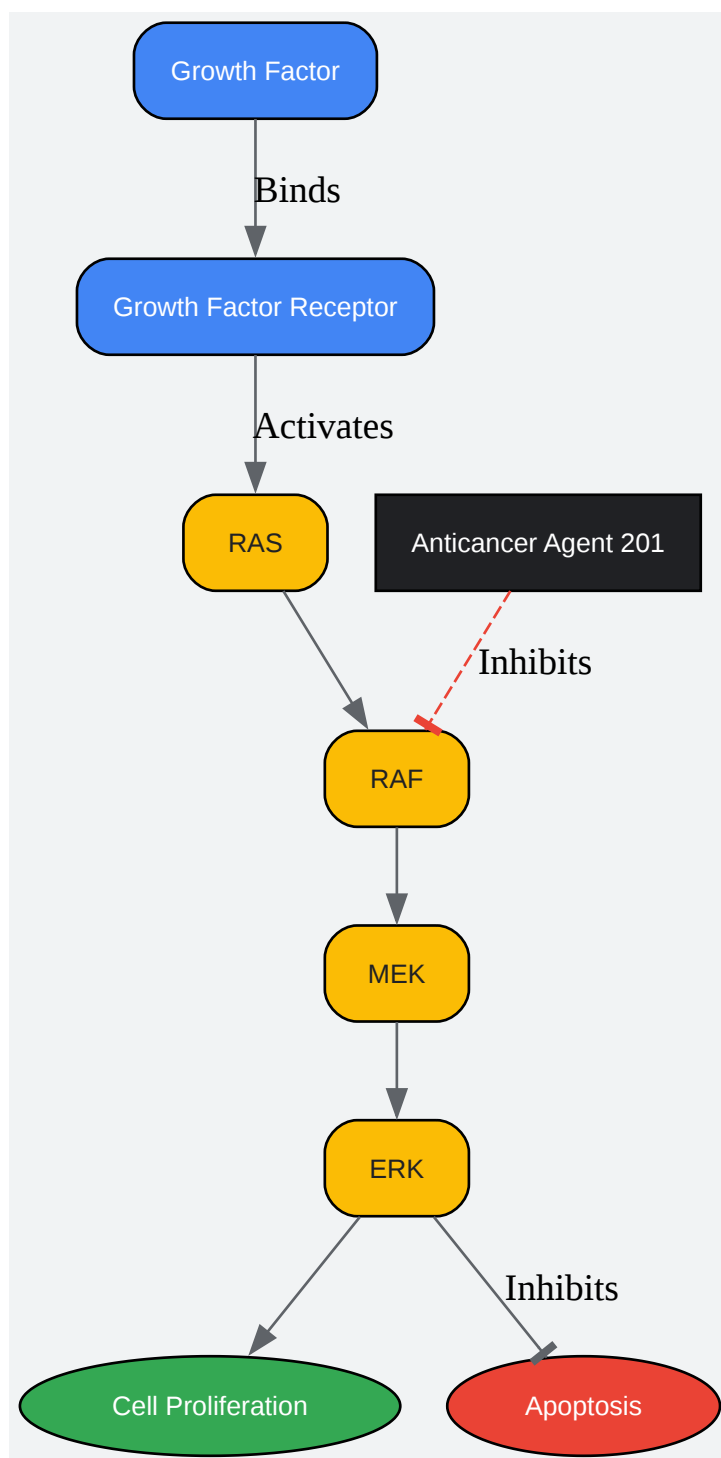 Growth Factor
Binds
Growth Factor Receptor
Activates
RAS
Anticancer Agent 201
Inhibits
RAF
MEK
ERK
Inhibits
Cell Proliferation
Apoptosis